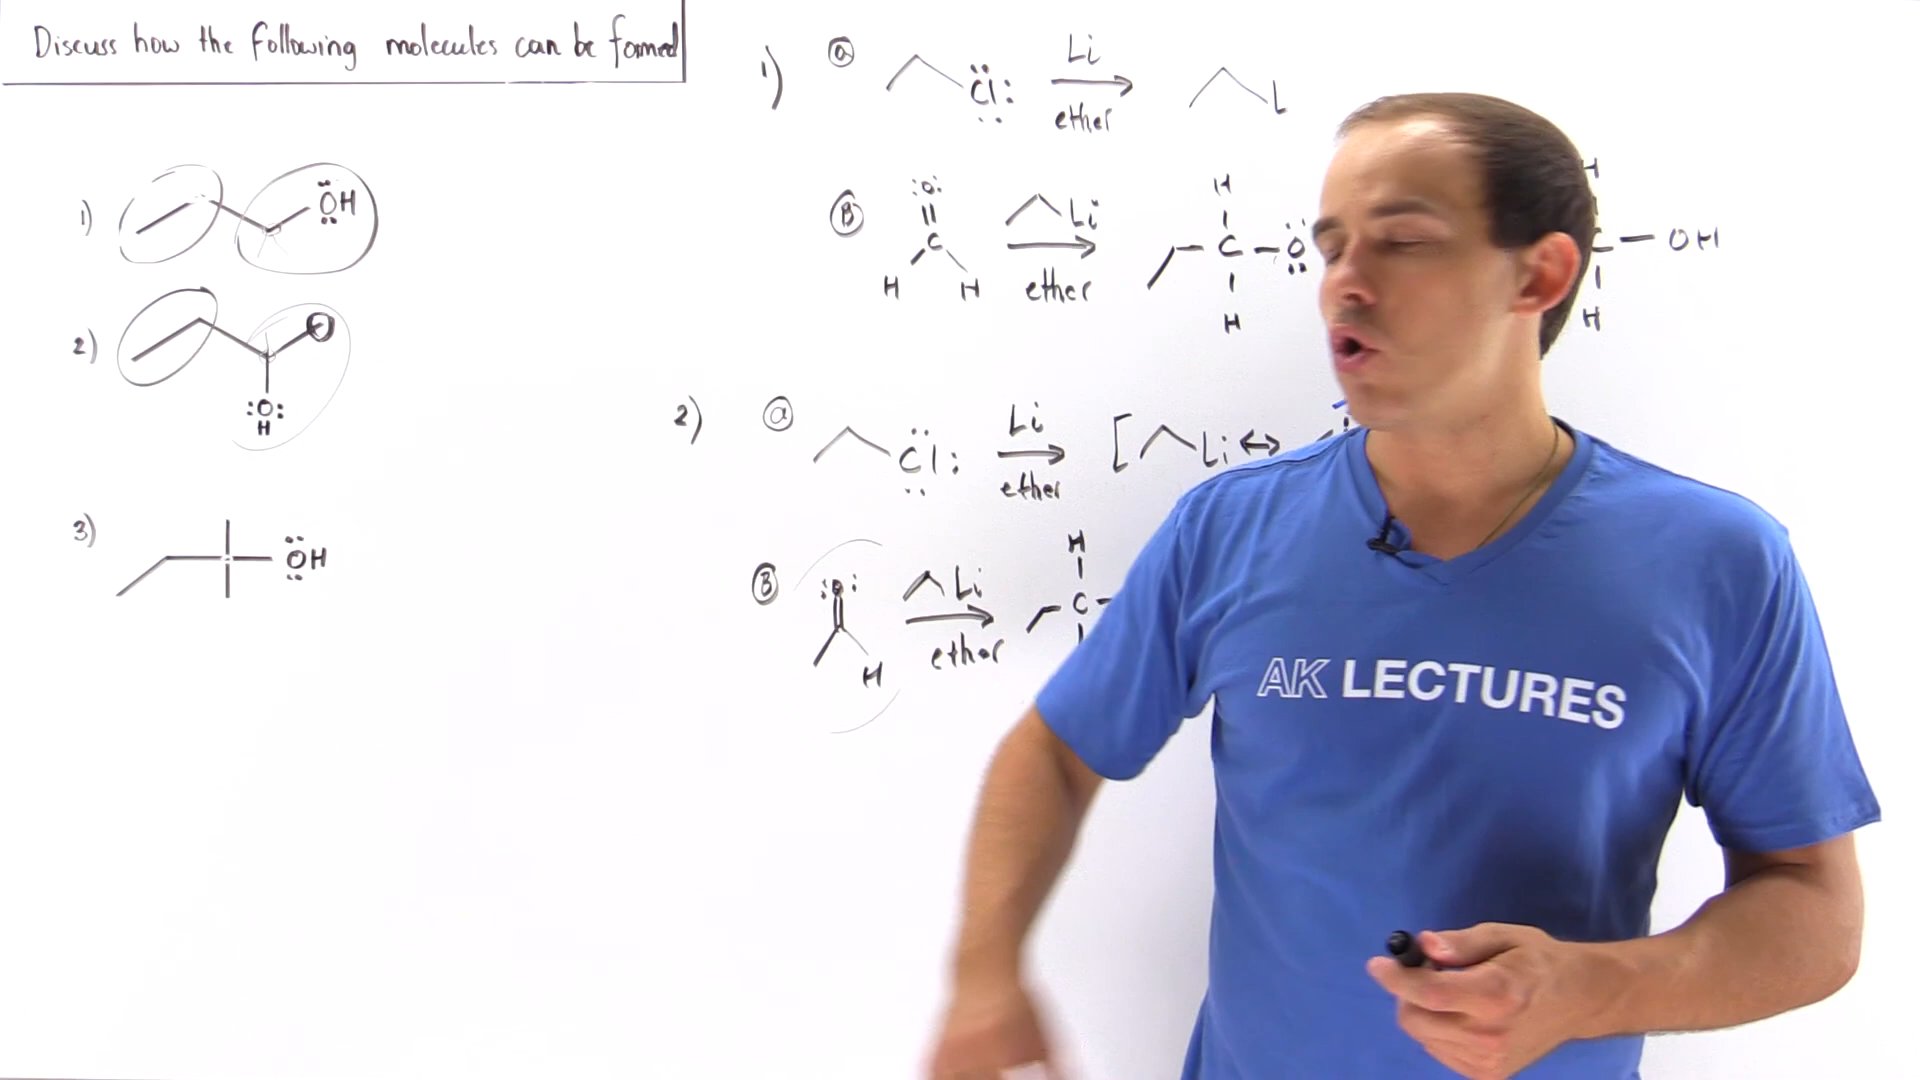 Discuss how the following molecules can be formed
1) OH
2) O
H
3) OH
1) a Cl Li ether L
B O C H H Li ether H C O H H C OH H
2) a Cl Li ether [ Li ↔
B O H Li ether H C
AK LECTURES